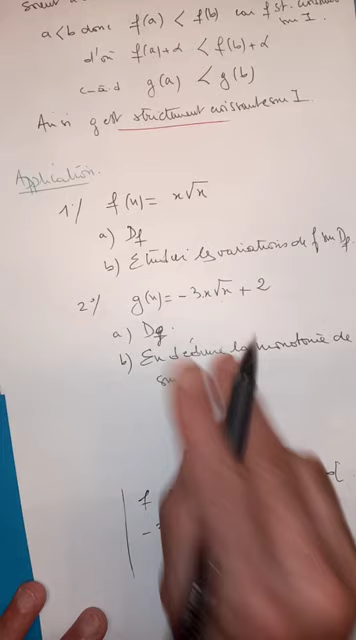 a<b donc f(a) < f(b) car f st. croissante
sur I.
d'où f(a)+α < f(b)+α
c-à-d g(a) < g(b)
Ainsi g est strictement croissante sur I.
Application.
1°/ f(x) = x√x
a) Df
b) Etudier les variations de f sur Df.
2°/ g(x) = -3x√x + 2
a) Dg.
b) En déduire la monotonie de
f